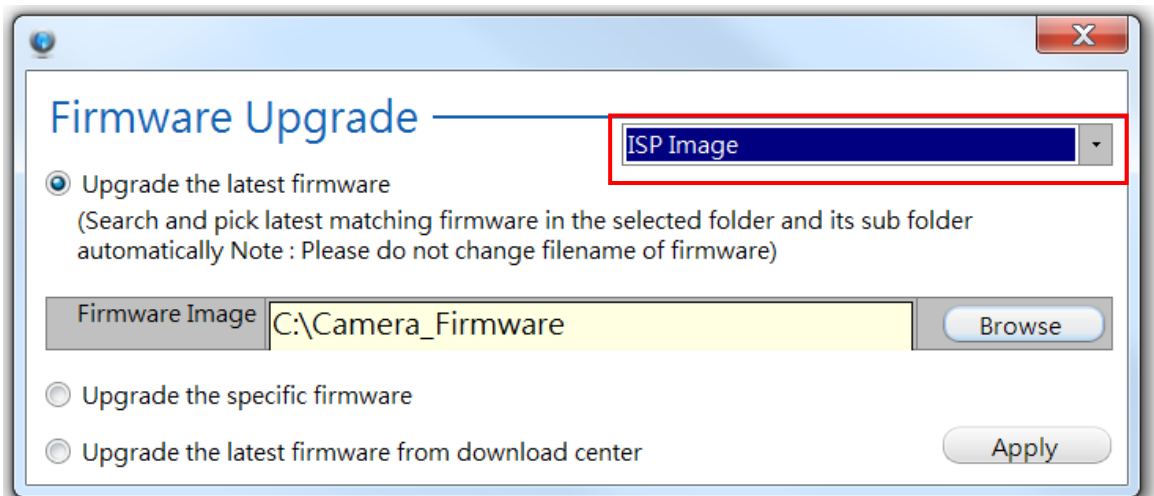 Firmware Upgrade
ISP Image
Upgrade the latest firmware
(Search and pick latest matching firmware in the selected folder and its sub folder
automatically Note : Please do not change filename of firmware)
Firmware Image C:\Camera_Firmware Browse
Upgrade the specific firmware
Upgrade the latest firmware from download center
Apply